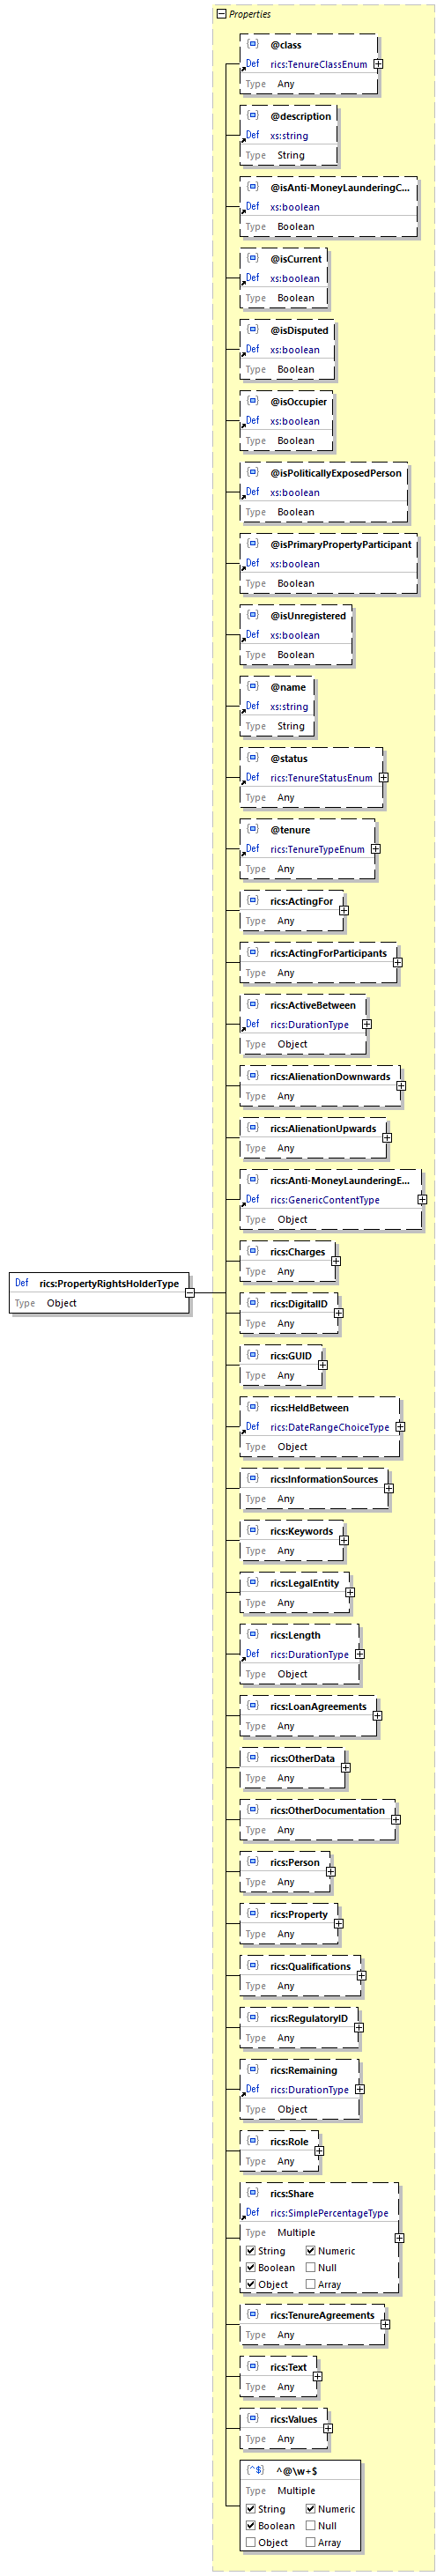 Properties
@class
Def rics:TenureClassEnum
Type Any
@description
Def xs:string
Type String
@isAnti-MoneyLaunderingC...
Def xs:boolean
Type Boolean
@isCurrent
Def xs:boolean
Type Boolean
@isDisputed
Def xs:boolean
Type Boolean
@isOccupier
Def xs:boolean
Type Boolean
@isPoliticallyExposedPerson
Def xs:boolean
Type Boolean
@isPrimaryPropertyParticipant
Def xs:boolean
Type Boolean
@isUnregistered
Def xs:boolean
Type Boolean
@name
Def xs:string
Type String
@status
Def rics:TenureStatusEnum
Type Any
@tenure
Def rics:TenureTypeEnum
Type Any
rics:ActingFor
Type Any
rics:ActingForParticipants
Type Any
rics:ActiveBetween
Def rics:DurationType
Type Object
rics:AlienationDownwards
Type Any
rics:AlienationUpwards
Type Any
rics:Anti-MoneyLaunderingE...
Def rics:GenericContentType
Type Object
rics:Charges
Type Any
Def rics:PropertyRightsHolderType
Type Object
rics:DigitalID
Type Any
rics:GUID
Type Any
rics:HeldBetween
Def rics:DateRangeChoiceType
Type Object
rics:InformationSources
Type Any
rics:Keywords
Type Any
rics:LegalEntity
Type Any
rics:Length
Def rics:DurationType
Type Object
rics:LoanAgreements
Type Any
rics:OtherData
Type Any
rics:OtherDocumentation
Type Any
rics:Person
Type Any
rics:Property
Type Any
rics:Qualifications
Type Any
rics:RegulatoryID
Type Any
rics:Remaining
Def rics:DurationType
Type Object
rics:Role
Type Any
rics:Share
Def rics:SimplePercentageType
Type Multiple
String Numeric
Boolean Null
Object Array
rics:TenureAgreements
Type Any
rics:Text
Type Any
rics:Values
Type Any
^@\w+$
Type Multiple
String Numeric
Boolean Null
Object Array